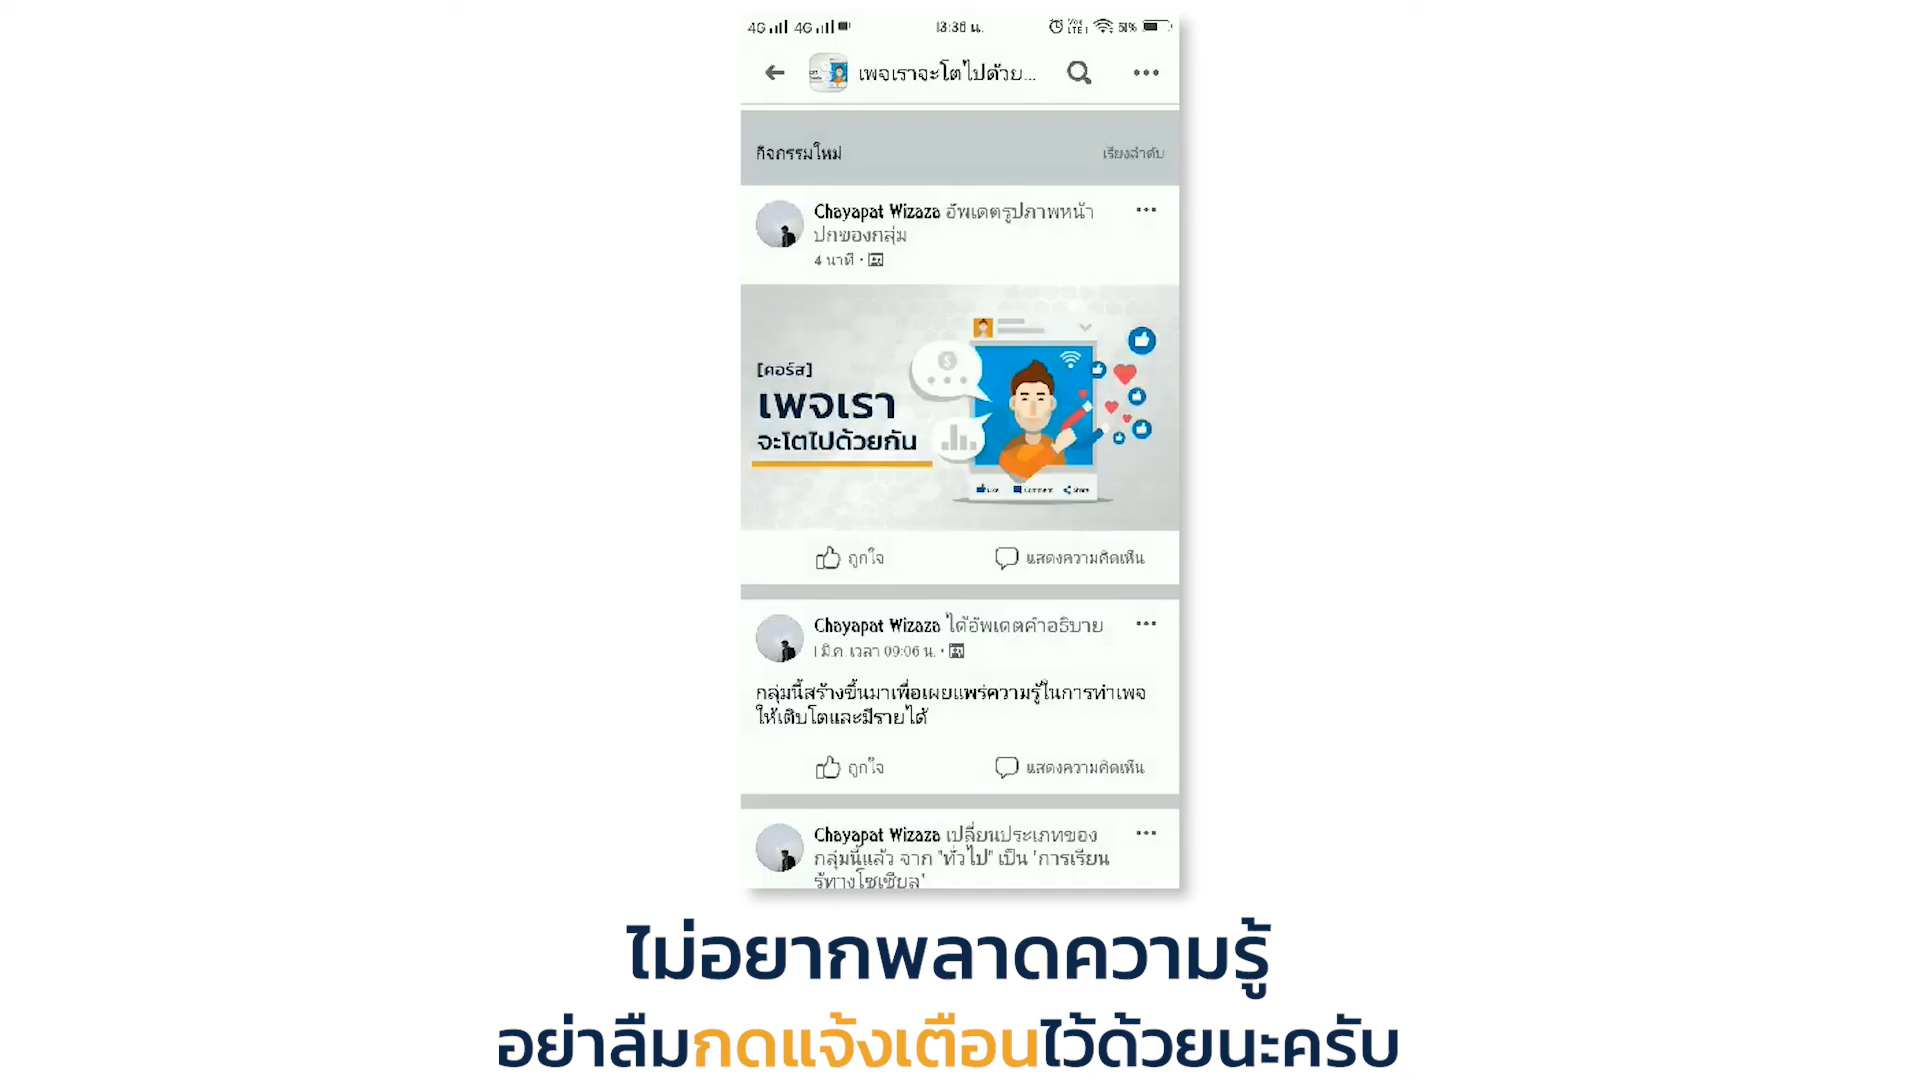 4G 4G 13:36 น. 51%
เพจเราจะโตไปด้วย...
กิจกรรมใหม่ เรียงลำดับ
Chayapat Wizaza อัพเดตรูปภาพหน้า
ปกของกลุ่ม
4 นาที ·
[คอร์ส]
เพจเรา
จะโตไปด้วยกัน
Like Comment Share
ถูกใจ แสดงความคิดเห็น
Chayapat Wizaza ได้อัพเดตคำอธิบาย
1 มี.ค. เวลา 09:06 น. ·
กลุ่มนี้สร้างขึ้นมาเพื่อเผยแพร่ความรู้ในการทำเพจ
ให้เติบโตและมีรายได้
ถูกใจ แสดงความคิดเห็น
Chayapat Wizaza เปลี่ยนประเภทของ
กลุ่มนี้แล้ว จาก "ทั่วไป" เป็น 'การเรียน
รู้ทางโซเชียล'
ไม่อยากพลาดความรู้
อย่าลืมกดแจ้งเตือนไว้ด้วยนะครับ